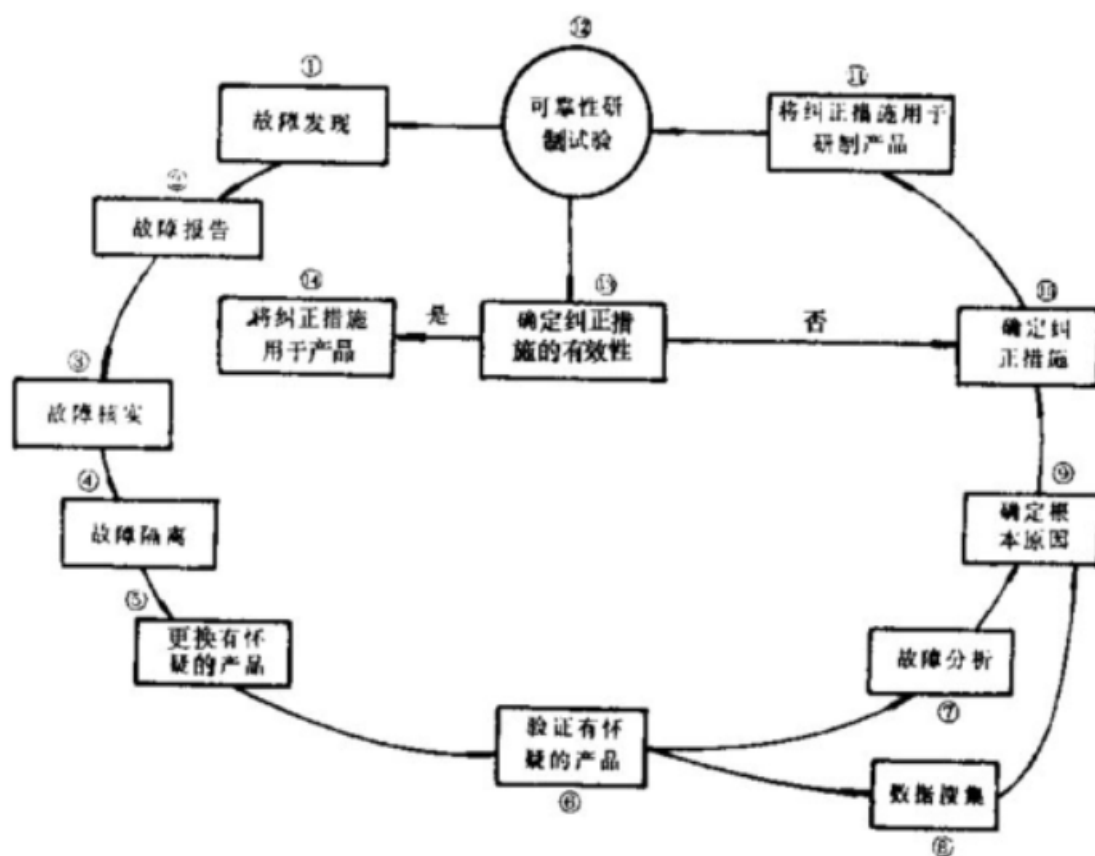 ⑫
可靠性研
制试验
①
故障发现
⑪
将纠正措施用于
研制产品
②
故障报告
⑭
将纠正措施
用于产品
是
⑬
确定纠正措
施的有效性
否
确定纠
正措施
③
故障核实
④
故障隔离
⑨
确定根
本原因
⑤
更换有怀
疑的产品
故障分析
⑦
验证有怀
疑的产品
⑥
数据搜集
⑧